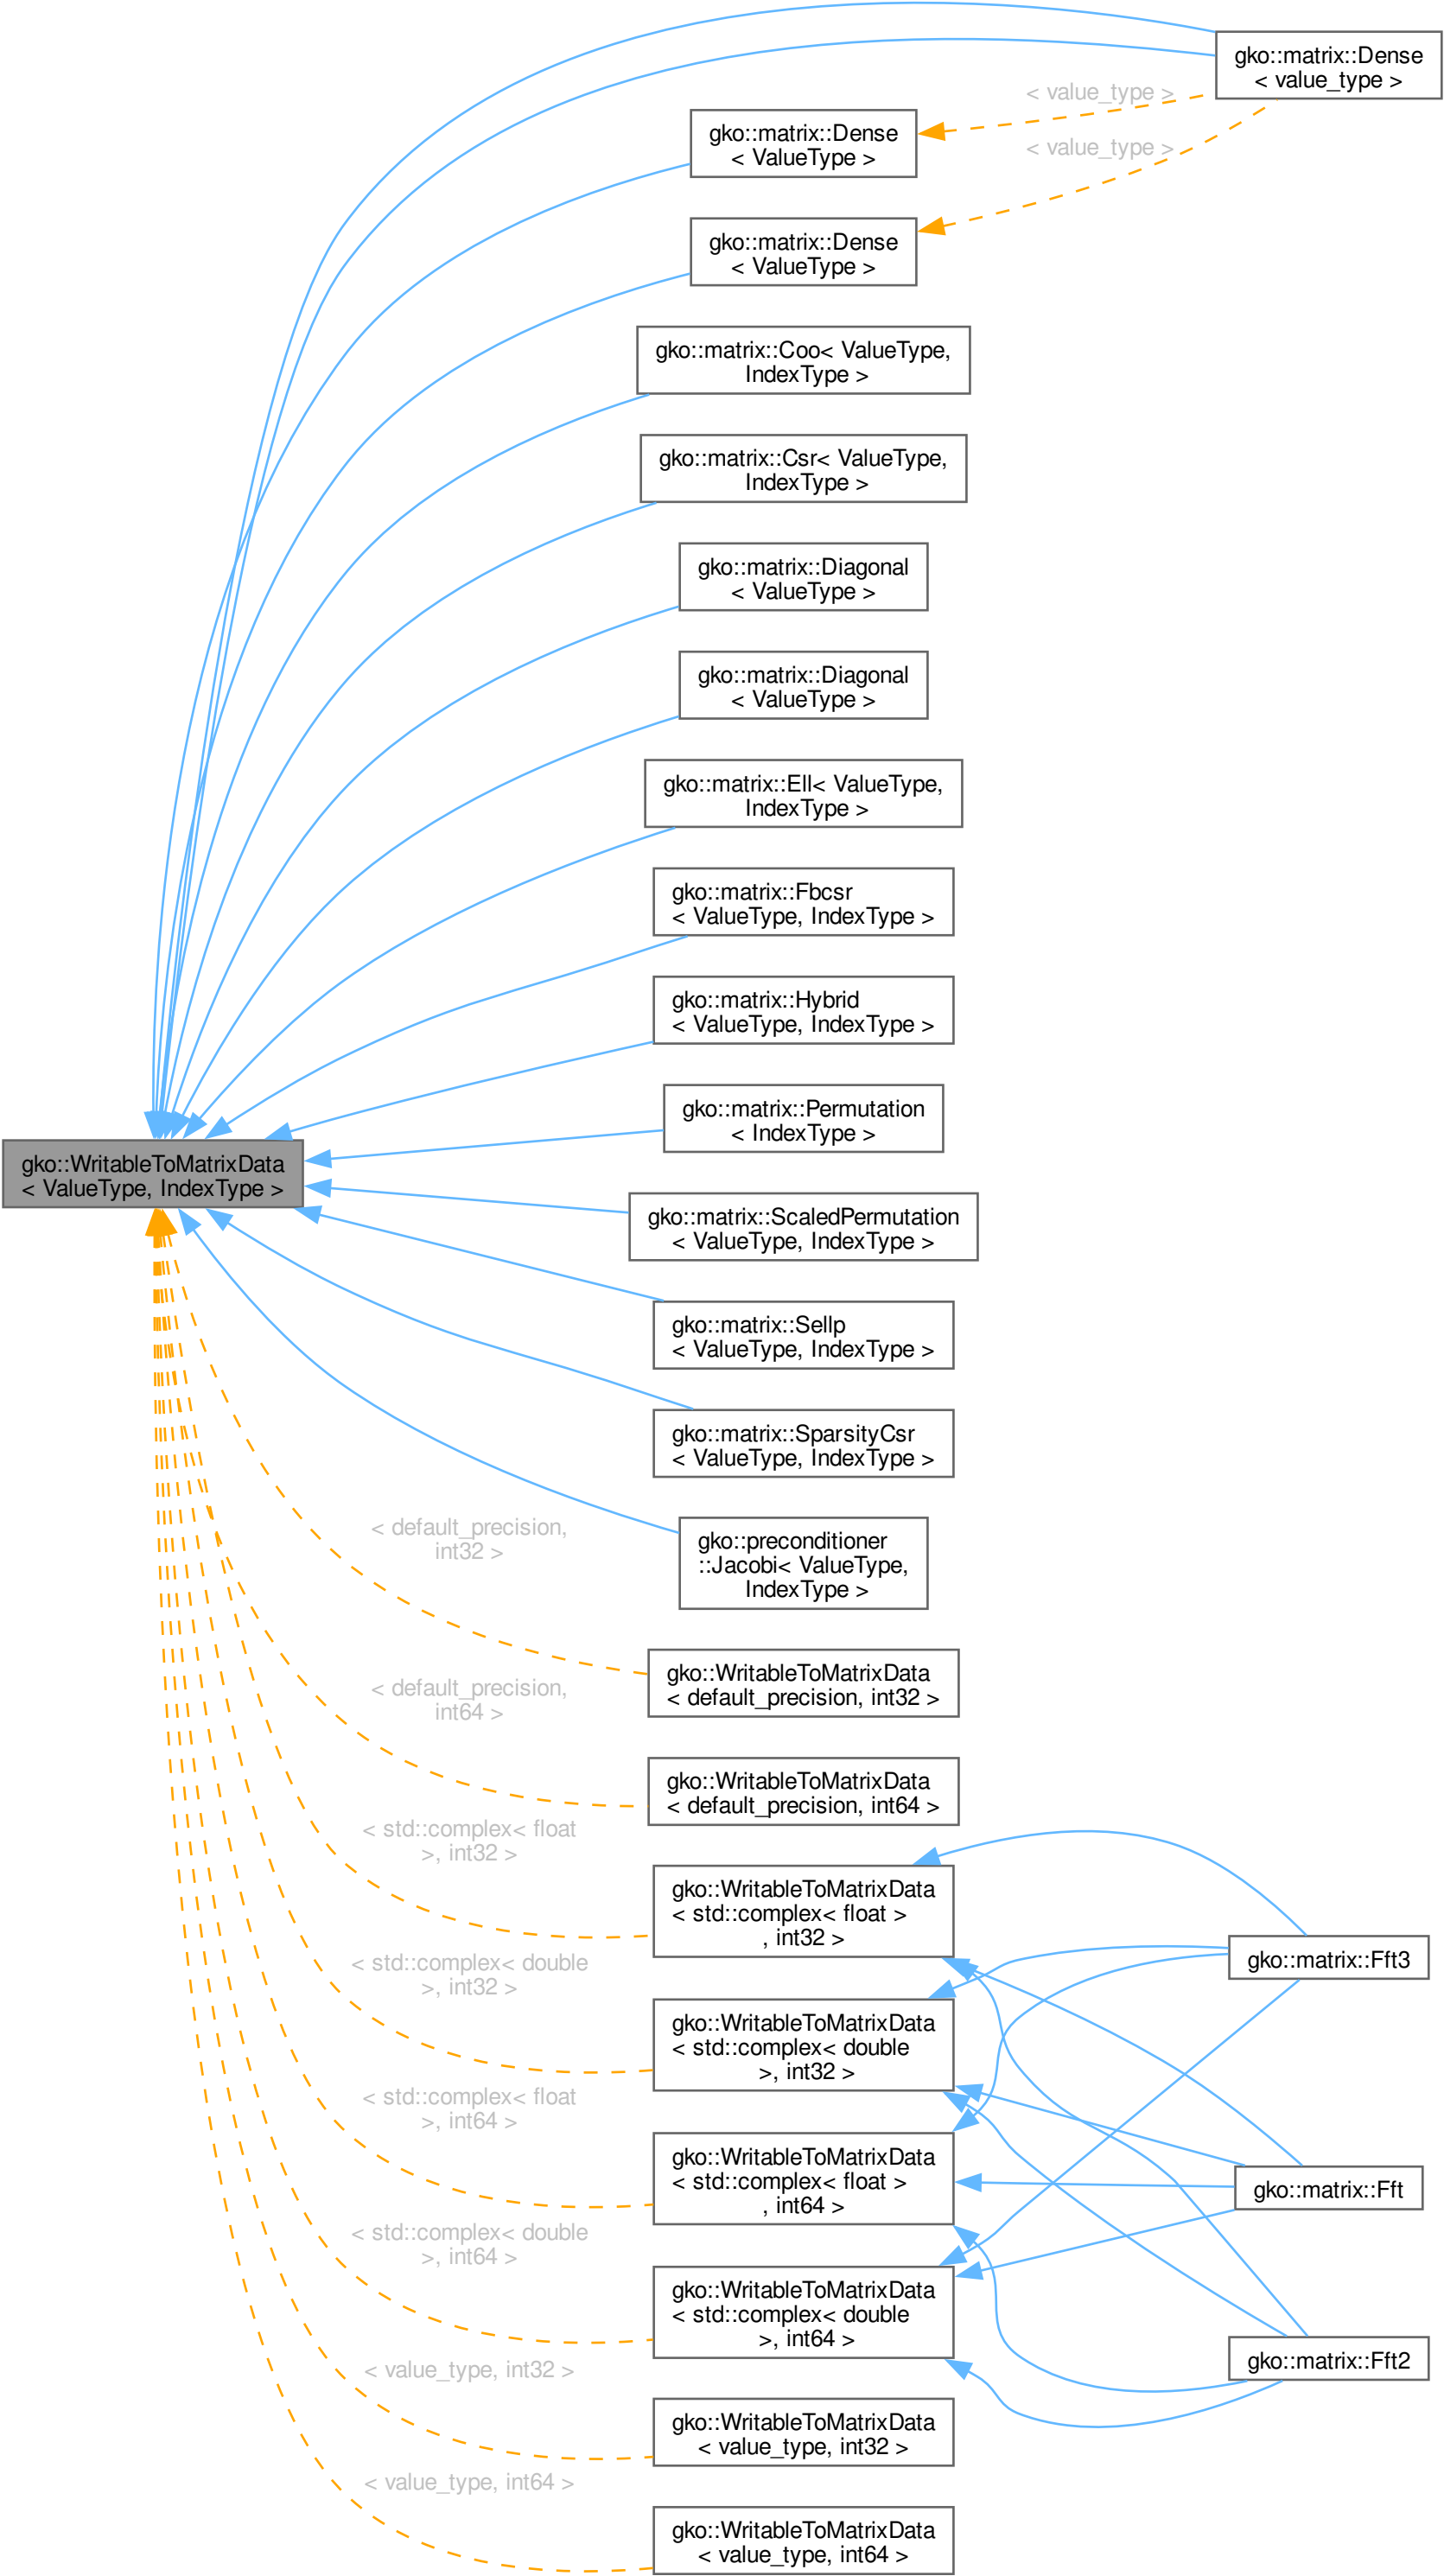 gko::matrix::Dense
< value_type >
< value_type >
gko::matrix::Dense
< ValueType >
< value_type >
gko::matrix::Dense
< ValueType >
gko::matrix::Coo< ValueType,
IndexType >
gko::matrix::Csr< ValueType,
IndexType >
gko::matrix::Diagonal
< ValueType >
gko::matrix::Diagonal
< ValueType >
gko::matrix::Ell< ValueType,
IndexType >
gko::matrix::Fbcsr
< ValueType, IndexType >
gko::matrix::Hybrid
< ValueType, IndexType >
gko::matrix::Permutation
< IndexType >
gko::WritableToMatrixData
< ValueType, IndexType >
gko::matrix::ScaledPermutation
< ValueType, IndexType >
gko::matrix::Sellp
< ValueType, IndexType >
gko::matrix::SparsityCsr
< ValueType, IndexType >
gko::preconditioner
::Jacobi< ValueType,
IndexType >
< default_precision,
int32 >
gko::WritableToMatrixData
< default_precision, int32 >
< default_precision,
int64 >
gko::WritableToMatrixData
< default_precision, int64 >
< std::complex< float
>, int32 >
gko::WritableToMatrixData
< std::complex< float >
, int32 >
gko::matrix::Fft3
< std::complex< double
>, int32 >
gko::WritableToMatrixData
< std::complex< double
>, int32 >
< std::complex< float
>, int64 >
gko::WritableToMatrixData
< std::complex< float >
, int64 >
gko::matrix::Fft
< std::complex< double
>, int64 >
gko::WritableToMatrixData
< std::complex< double
>, int64 >
gko::matrix::Fft2
< value_type, int32 >
gko::WritableToMatrixData
< value_type, int32 >
< value_type, int64 >
gko::WritableToMatrixData
< value_type, int64 >